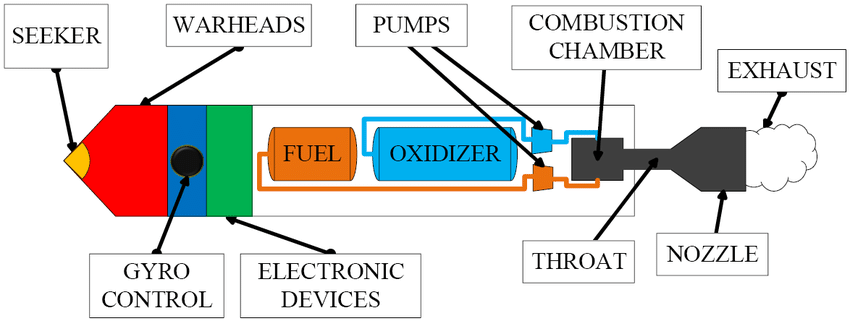 SEEKER
WARHEADS
PUMPS
COMBUSTION
CHAMBER
EXHAUST
FUEL
OXIDIZER
GYRO
CONTROL
ELECTRONIC
DEVICES
THROAT
NOZZLE